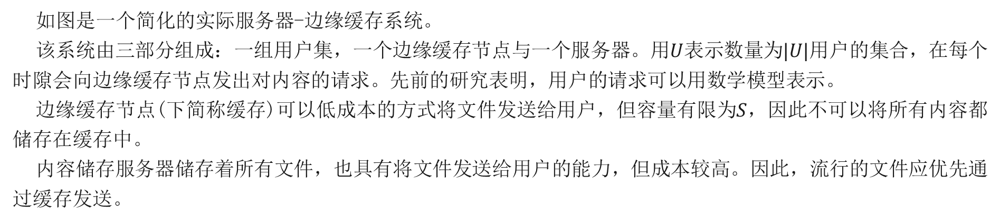 如图是一个简化的实际服务器-边缘缓存系统。
该系统由三部分组成：一组用户集，一个边缘缓存节点与一个服务器。用U表示数量为|U|用户的集合，在每个
时隙会向边缘缓存节点发出对内容的请求。先前的研究表明，用户的请求可以用数学模型表示。
边缘缓存节点(下简称缓存)可以低成本的方式将文件发送给用户，但容量有限为S，因此不可以将所有内容都
储存在缓存中。
内容储存服务器储存着所有文件，也具有将文件发送给用户的能力，但成本较高。因此，流行的文件应优先通
过缓存发送。